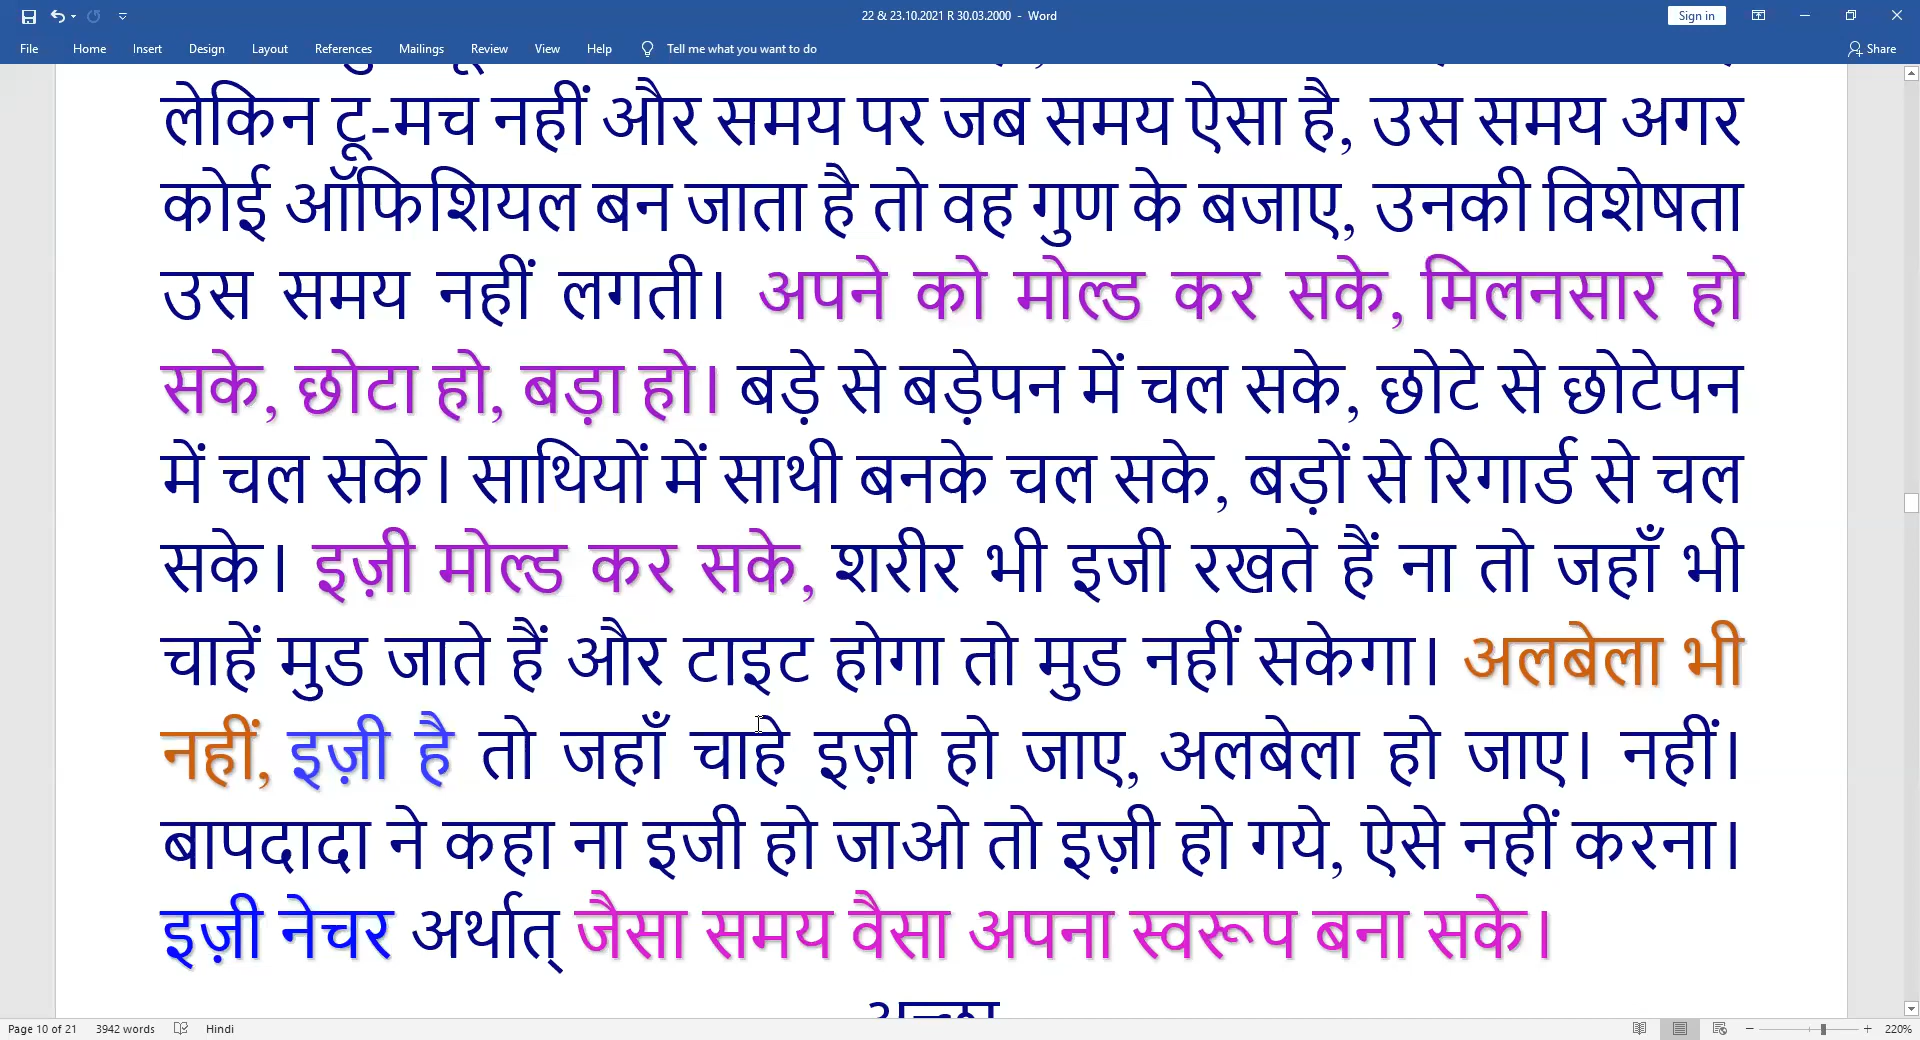 22 & 23.10.2021 R 30.03.2000 - Word
Sign in
File Home Insert Design Layout References Mailings Review View Help Tell me what you want to do Share
लेकिन टू-मच नहीं और समय पर जब समय ऐसा है, उस समय अगर
कोई ऑफिशियल बन जाता है तो वह गुण के बजाए, उनकी विशेषता
उस समय नहीं लगती। अपने को मोल्ड कर सके, मिलनसार हो
सके, छोटा हो, बड़ा हो। बड़े से बड़ेपन में चल सके, छोटे से छोटेपन
में चल सके। साथियों में साथी बनके चल सके, बड़ों से रिगार्ड से चल
सके। इज़ी मोल्ड कर सके, शरीर भी इजी रखते हैं ना तो जहाँ भी
चाहें मुड जाते हैं और टाइट होगा तो मुड नहीं सकेगा। अलबेला भी
नहीं, इज़ी है तो जहाँ चाहे इज़ी हो जाए, अलबेला हो जाए। नहीं।
बापदादा ने कहा ना इजी हो जाओ तो इज़ी हो गये, ऐसे नहीं करना।
इज़ी नेचर अर्थात् जैसा समय वैसा अपना स्वरूप बना सके।
Page 10 of 21 3942 words Hindi 220%